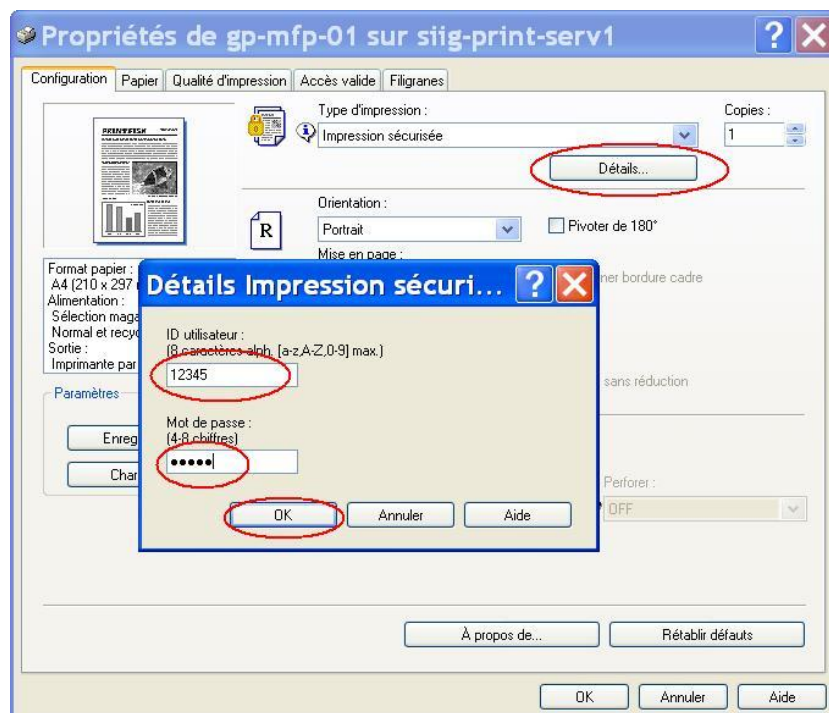 Propriétés de gp-mfp-01 sur siig-print-serv1
Configuration Papier Qualité d'impression Accès valide Filigranes
Type d'impression :
Copies :
Impression sécurisée
1
Détails...
Orientation :
Portrait
Pivoter de 180°
Mise en page :
ner bordure cadre
PRINTFISH
R
Format papier :
A4 (210 x 297
Alimentation :
Sélection maga
Normal et recyc
Sortie :
Imprimante par
Paramètres
Enreg
Char
Détails Impression sécuri...
ID utilisateur :
(8 caractères alph. [a-z,A-Z,0-9] max.)
12345
Mot de passe :
(4-8 chiffres)
•••••
OK Annuler Aide
sans réduction
Perforer :
OFF
À propos de... Rétablir défauts
OK Annuler Aide